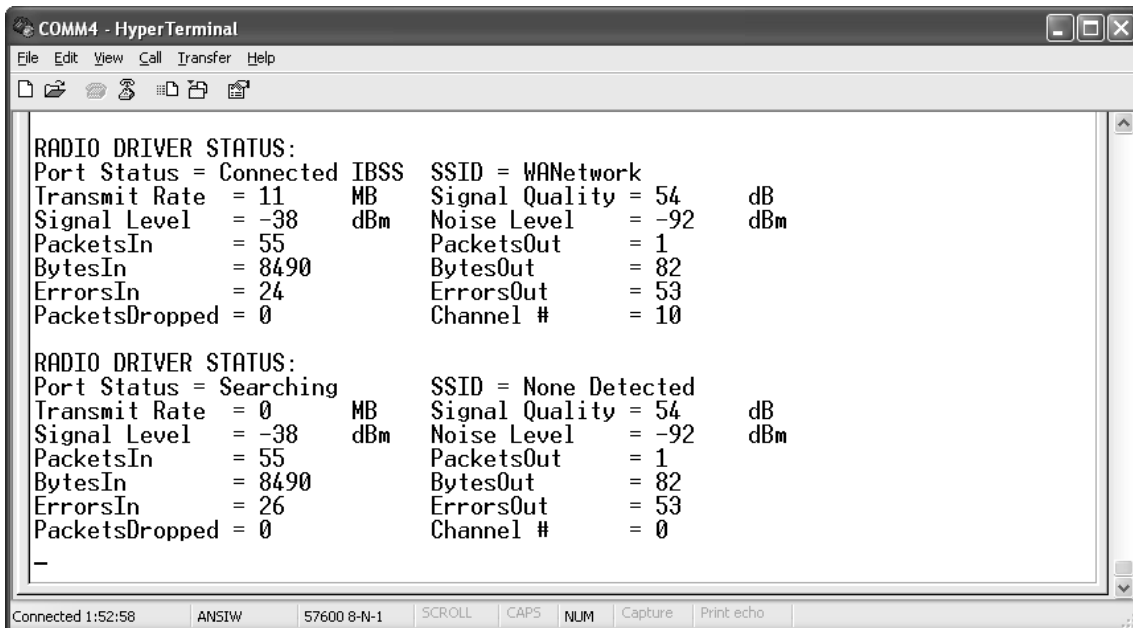 COMM4 - HyperTerminal
File Edit View Call Transfer Help
RADIO DRIVER STATUS:
Port Status = Connected IBSS SSID = WANetwork
Transmit Rate = 11 MB Signal Quality = 54 dB
Signal Level = -38 dBm Noise Level = -92 dBm
PacketsIn = 55 PacketsOut = 1
BytesIn = 8490 BytesOut = 82
ErrorsIn = 24 ErrorsOut = 53
PacketsDropped = 0 Channel # = 10
RADIO DRIVER STATUS:
Port Status = Searching SSID = None Detected
Transmit Rate = 0 MB Signal Quality = 54 dB
Signal Level = -38 dBm Noise Level = -92 dBm
PacketsIn = 55 PacketsOut = 1
BytesIn = 8490 BytesOut = 82
ErrorsIn = 26 ErrorsOut = 53
PacketsDropped = 0 Channel # = 0
_
Connected 1:52:58 ANSIW 57600 8-N-1 SCROLL CAPS NUM Capture Print echo